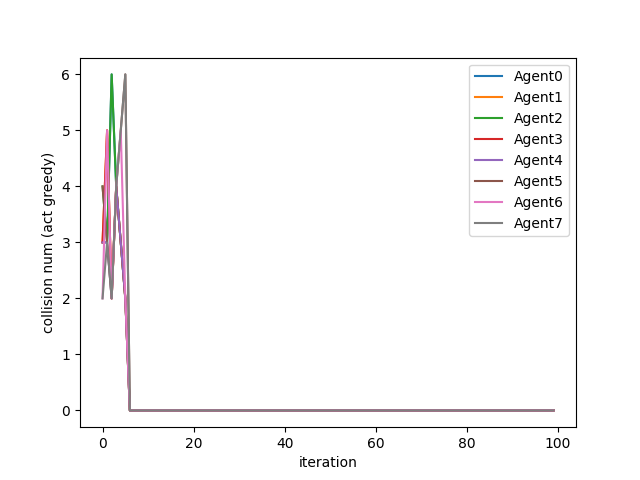 Agent0
Agent1
Agent2
Agent3
Agent4
Agent5
Agent6
Agent7
collision num (act greedy)
6
5
4
3
2
1
0
0 20 40 60 80 100
iteration